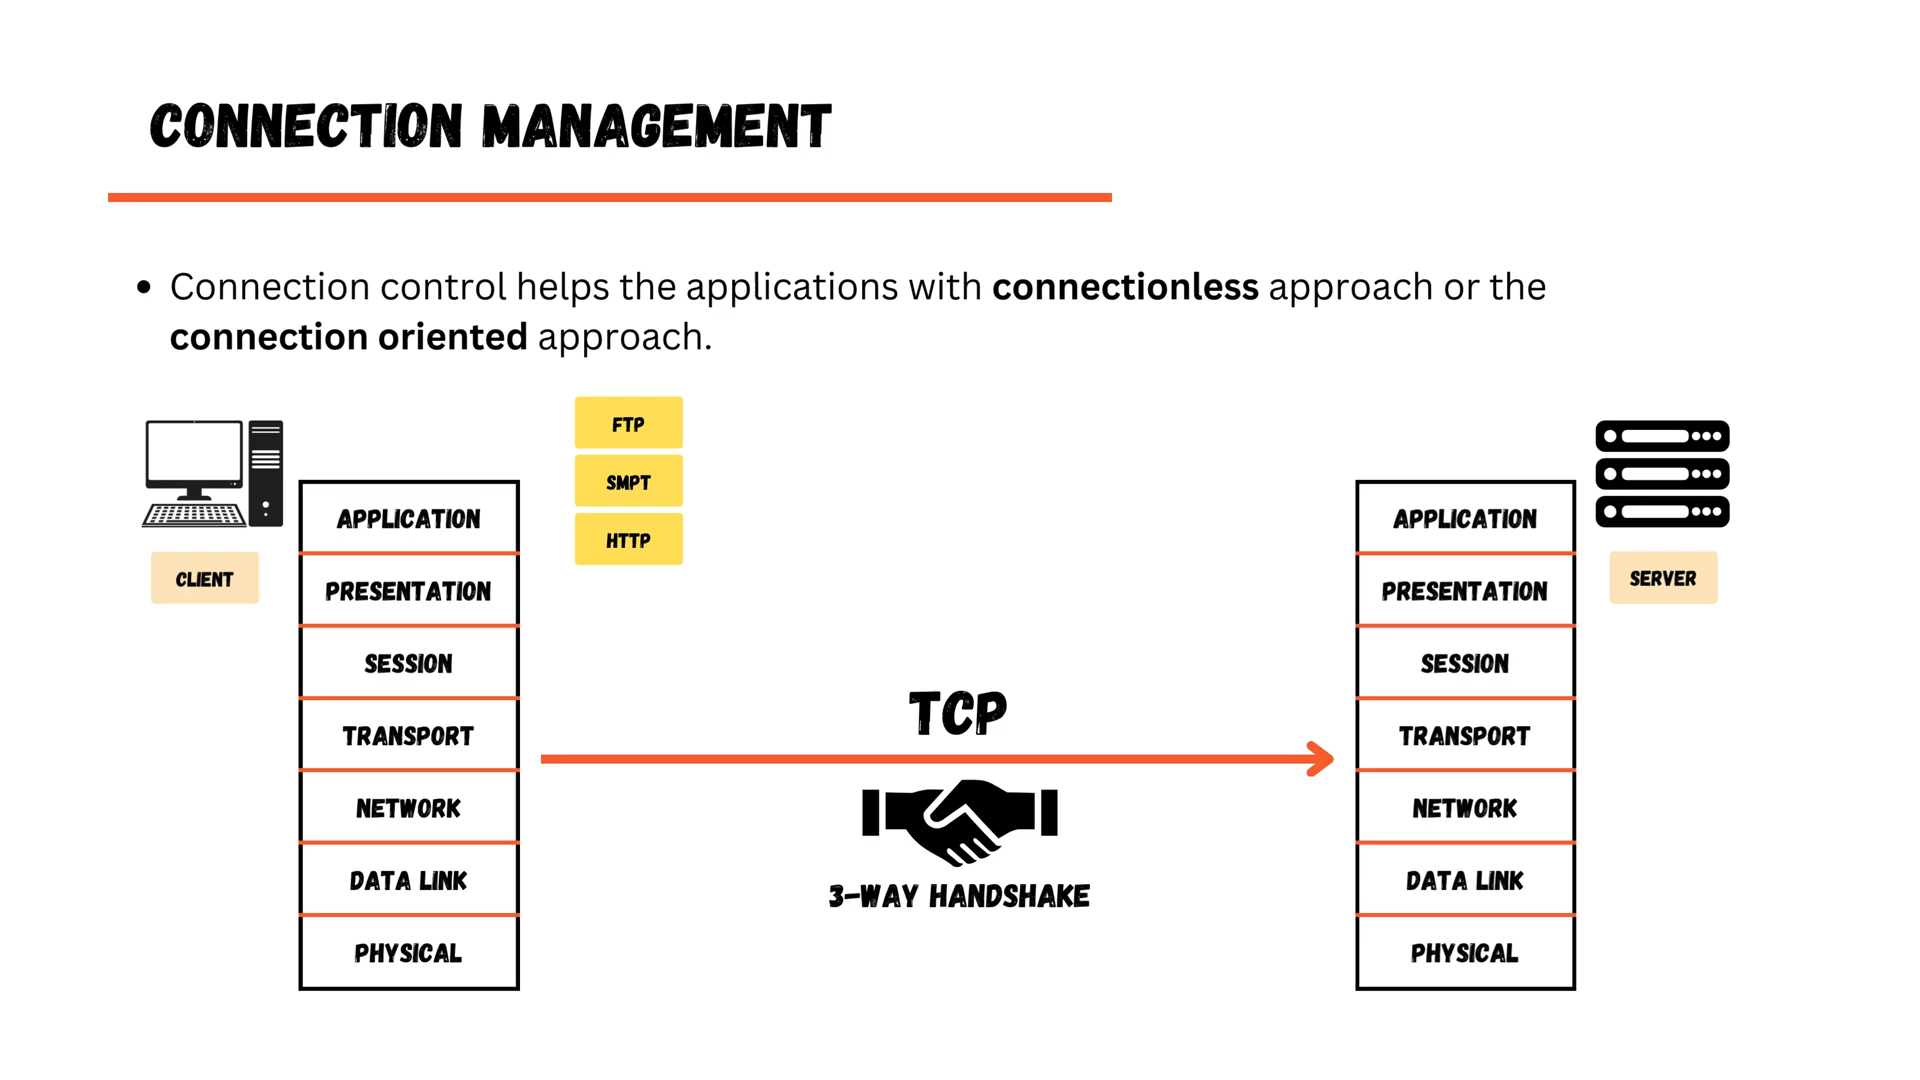 CONNECTION MANAGEMENT
• Connection control helps the applications with connectionless approach or the
connection oriented approach.
CLIENT
APPLICATION
PRESENTATION
SESSION
TRANSPORT
NETWORK
DATA LINK
PHYSICAL
FTP
SMPT
HTTP
TCP
3-WAY HANDSHAKE
APPLICATION
PRESENTATION
SESSION
TRANSPORT
NETWORK
DATA LINK
PHYSICAL
SERVER